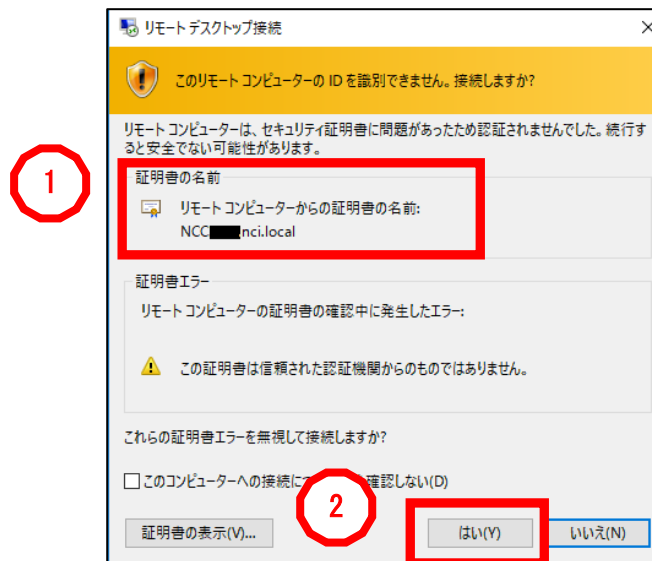 リモート デスクトップ接続
このリモート コンピューターの ID を識別できません。接続しますか?
リモート コンピューターは、セキュリティ証明書に問題があったため認証されませんでした。続行す
ると安全でない可能性があります。
1
証明書の名前
リモート コンピューターからの証明書の名前:
NCC nci.local
証明書エラー
リモート コンピューターの証明書の確認中に発生したエラー:
この証明書は信頼された認証機関からのものではありません。
これらの証明書エラーを無視して接続しますか?
このコンピューターへの接続に 確認しない(D)
2
証明書の表示(V)...
はい(Y)
いいえ(N)